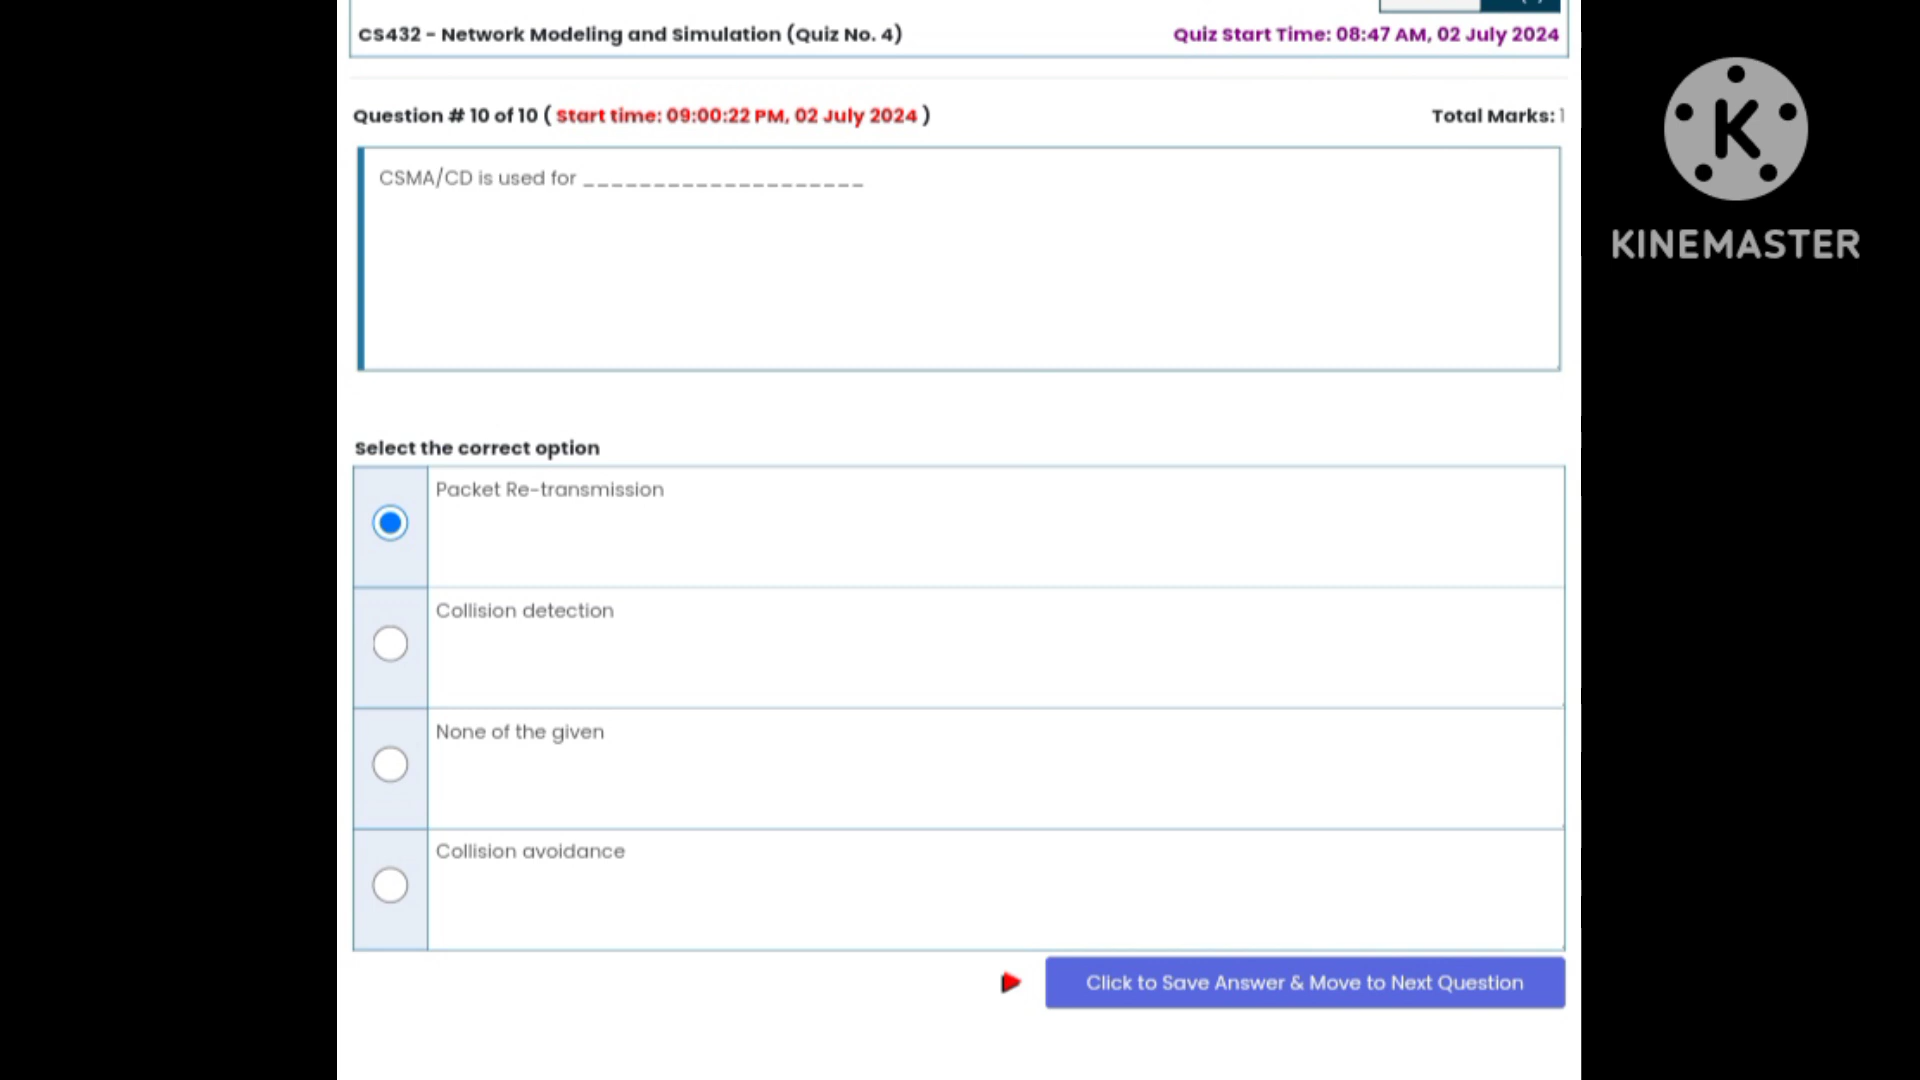 CS432 - Network Modeling and Simulation (Quiz No. 4)
Quiz Start Time: 08:47 AM, 02 July 2024
Question # 10 of 10 ( Start time: 09:00:22 PM, 02 July 2024 )
Total Marks: 1
CSMA/CD is used for ____________________
Select the correct option
Packet Re-transmission
Collision detection
None of the given
Collision avoidance
Click to Save Answer & Move to Next Question
K
KINEMASTER